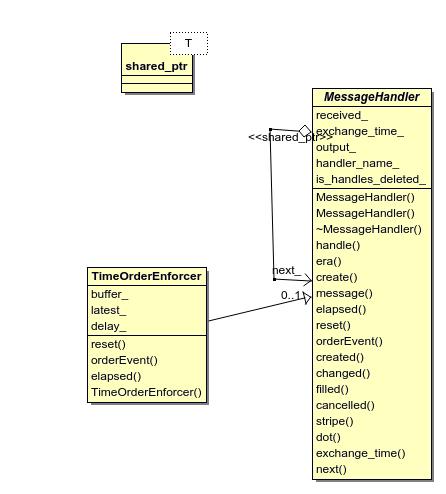 T
shared_ptr
MessageHandler
received_
exchange_time_
output_
handler_name_
is_handles_deleted_
MessageHandler()
MessageHandler()
~MessageHandler()
handle()
era()
create()
message()
elapsed()
reset()
orderEvent()
created()
changed()
filled()
cancelled()
stripe()
dot()
exchange_time()
next()
<<shared_ptr>>
next_
0..1
TimeOrderEnforcer
buffer_
latest_
delay_
reset()
orderEvent()
elapsed()
TimeOrderEnforcer()